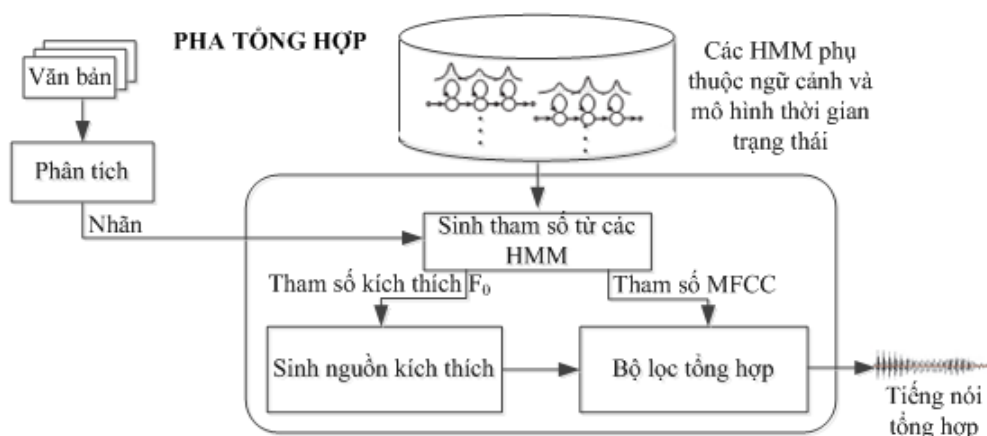 PHA TỔNG HỢP
Văn bản
Các HMM phụ
thuộc ngữ cảnh và
mô hình thời gian
trạng thái
Phân tích
Nhãn
Sinh tham số từ các
HMM
Tham số kích thích F₀
Tham số MFCC
Sinh nguồn kích thích
Bộ lọc tổng hợp
Tiếng nói
tổng hợp